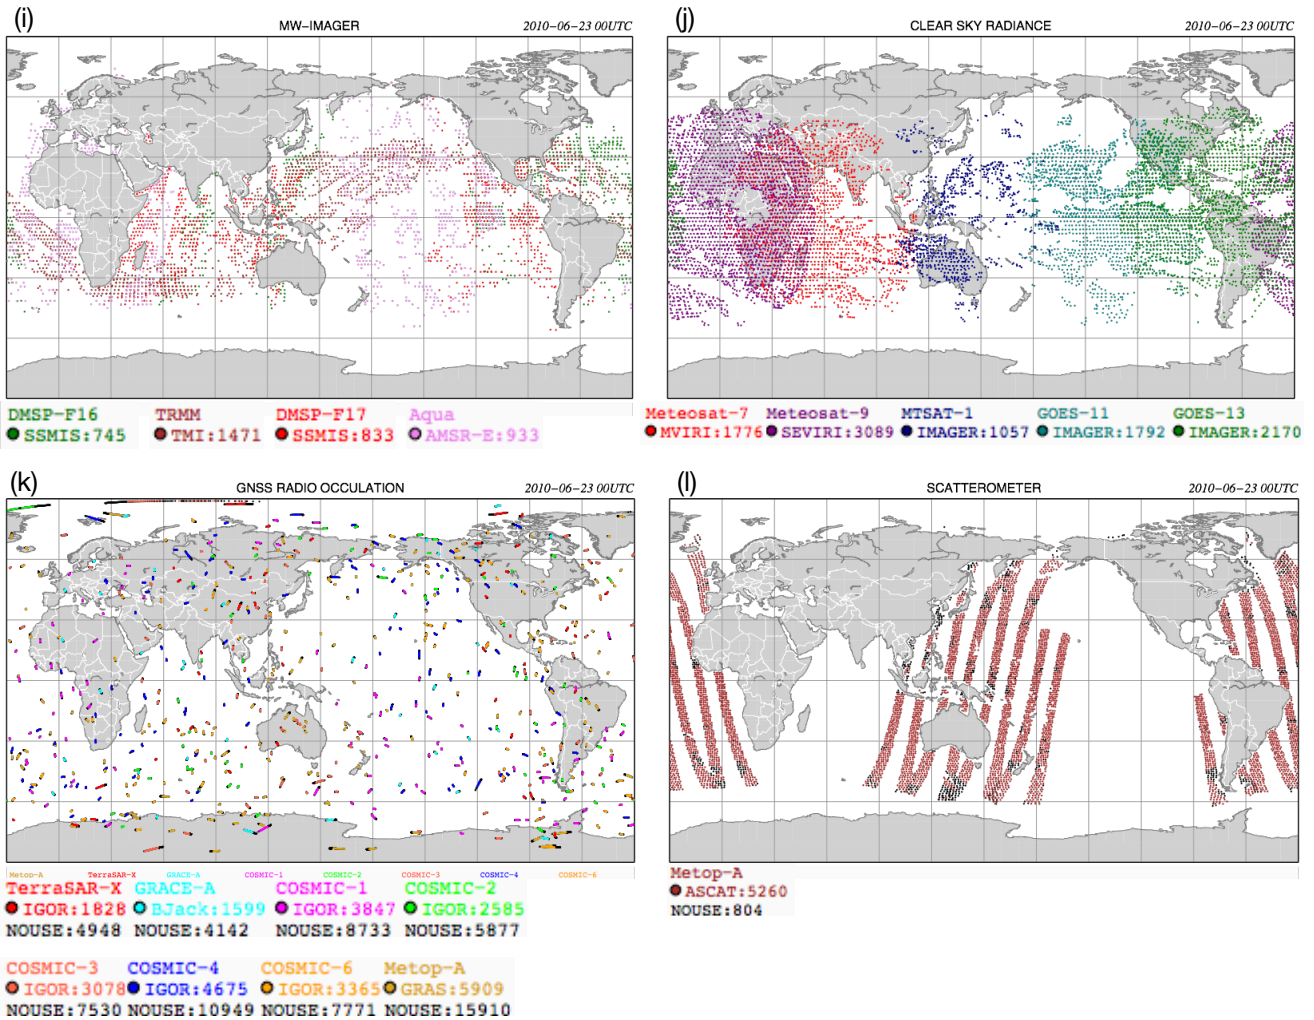 (i)
MW-IMAGER
2010-06-23 00UTC
DMSP-F16 TRMM DMSP-F17 Aqua
SSMIS:745 TMI:1471 SSMIS:833 AMSR-E:933
(j)
CLEAR SKY RADIANCE
2010-06-23 00UTC
Meteosat-7 Meteosat-9 MTSAT-1 GOES-11 GOES-13
MVIRI:1776 SEVIRI:3089 IMAGER:1057 IMAGER:1792 IMAGER:2170
(k)
GNSS RADIO OCCULATION
2010-06-23 00UTC
Metop-A TerraSAR-X GRACE-A COSMIC-1 COSMIC-2 COSMIC-3 COSMIC-4 COSMIC-6
TerraSAR-X GRACE-A COSMIC-1 COSMIC-2
IGOR:1828 BJack:1599 IGOR:3847 IGOR:2585
NOUSE:4948 NOUSE:4142 NOUSE:8733 NOUSE:5877
COSMIC-3 COSMIC-4 COSMIC-6 Metop-A
IGOR:3078 IGOR:4675 IGOR:3365 GRAS:5909
NOUSE:7530 NOUSE:10949 NOUSE:7771 NOUSE:15910
(l)
SCATTEROMETER
2010-06-23 00UTC
Metop-A
ASCAT:5260
NOUSE:804